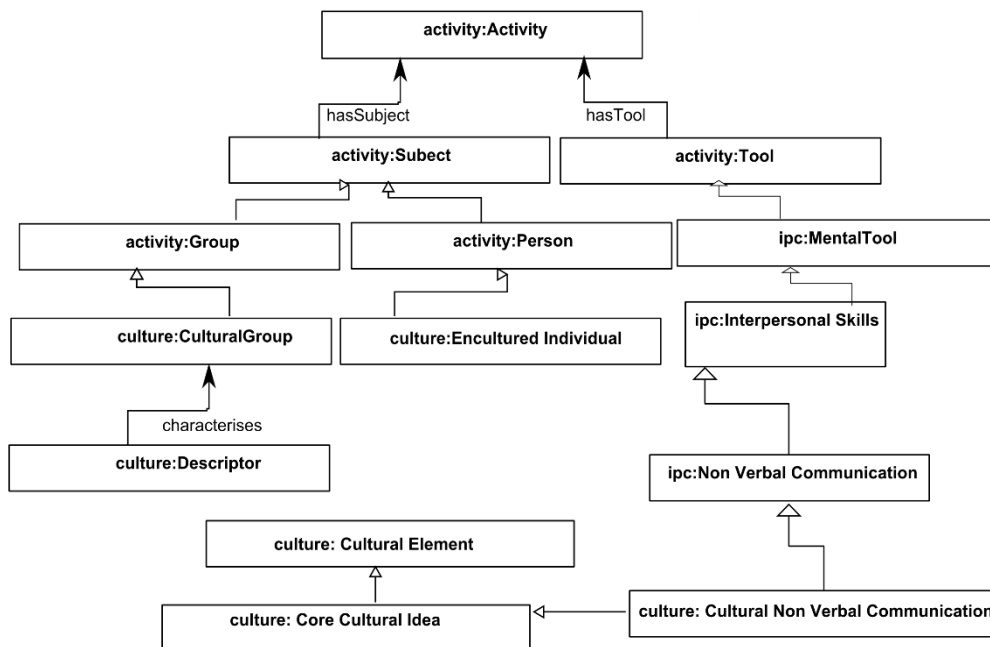 activity:Activity
hasSubject
hasTool
activity:Subect
activity:Tool
activity:Group
activity:Person
ipc:MentalTool
culture:CulturalGroup
culture:Encultured Individual
ipc:Interpersonal Skills
characterises
culture:Descriptor
ipc:Non Verbal Communication
culture: Cultural Element
culture: Core Cultural Idea
culture: Cultural Non Verbal Communication